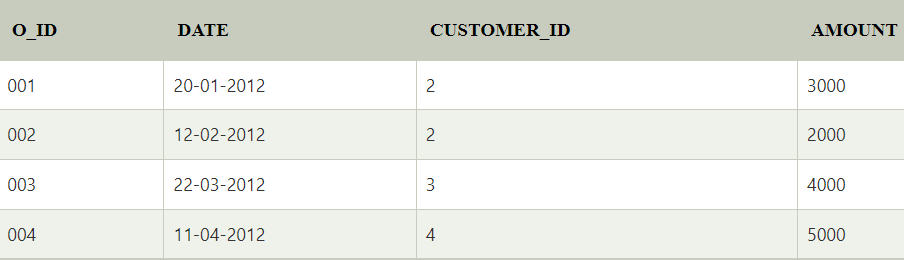 O_ID DATE CUSTOMER_ID AMOUNT
001 20-01-2012 2 3000
002 12-02-2012 2 2000
003 22-03-2012 3 4000
004 11-04-2012 4 5000